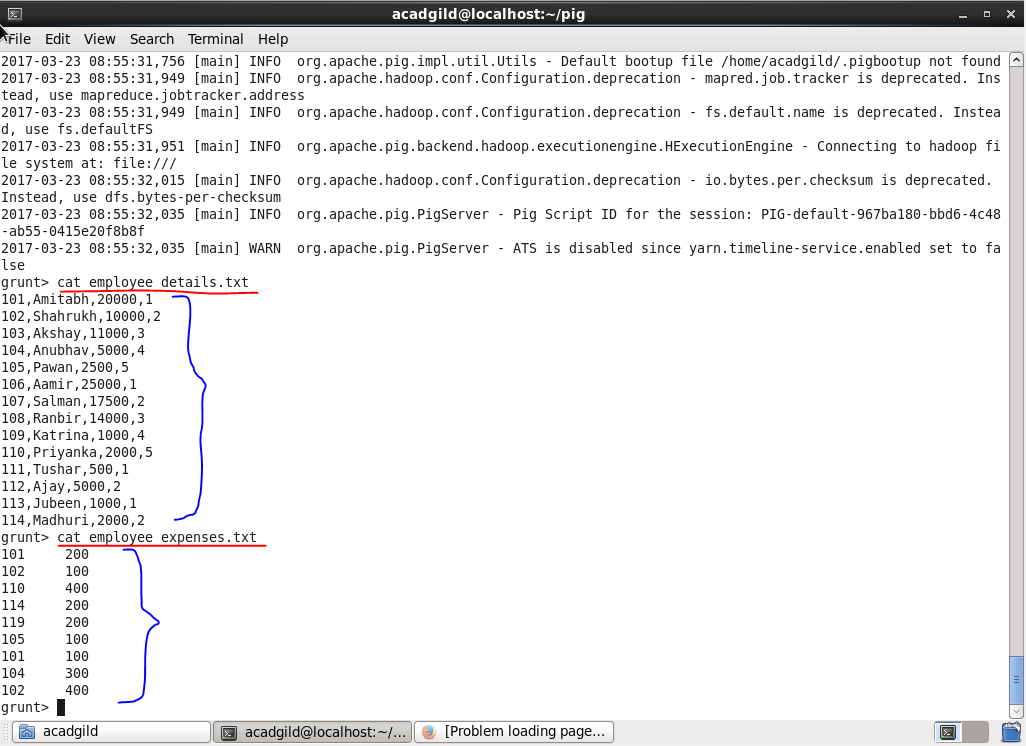 acadgild@localhost:~/pig
File Edit View Search Terminal Help
2017-03-23 08:55:31,756 [main] INFO  org.apache.pig.impl.util.Utils - Default bootup file /home/acadgild/.pigbootup not found
2017-03-23 08:55:31,949 [main] INFO  org.apache.hadoop.conf.Configuration.deprecation - mapred.job.tracker is deprecated. Ins
tead, use mapreduce.jobtracker.address
2017-03-23 08:55:31,949 [main] INFO  org.apache.hadoop.conf.Configuration.deprecation - fs.default.name is deprecated. Instea
d, use fs.defaultFS
2017-03-23 08:55:31,951 [main] INFO  org.apache.pig.backend.hadoop.executionengine.HExecutionEngine - Connecting to hadoop fi
le system at: file:///
2017-03-23 08:55:32,015 [main] INFO  org.apache.hadoop.conf.Configuration.deprecation - io.bytes.per.checksum is deprecated.
Instead, use dfs.bytes-per-checksum
2017-03-23 08:55:32,035 [main] INFO  org.apache.pig.PigServer - Pig Script ID for the session: PIG-default-967ba180-bbd6-4c48
-ab55-0415e20f8b8f
2017-03-23 08:55:32,035 [main] WARN  org.apache.pig.PigServer - ATS is disabled since yarn.timeline-service.enabled set to fa
lse
grunt> cat employee_details.txt
101,Amitabh,20000,1
102,Shahrukh,10000,2
103,Akshay,11000,3
104,Anubhav,5000,4
105,Pawan,2500,5
106,Aamir,25000,1
107,Salman,17500,2
108,Ranbir,14000,3
109,Katrina,1000,4
110,Priyanka,2000,5
111,Tushar,500,1
112,Ajay,5000,2
113,Jubeen,1000,1
114,Madhuri,2000,2
grunt> cat employee_expenses.txt
101     200
102     100
110     400
114     200
119     200
105     100
101     100
104     300
102     400
grunt>
acadgild
acadgild@localhost:~/...
[Problem loading page...